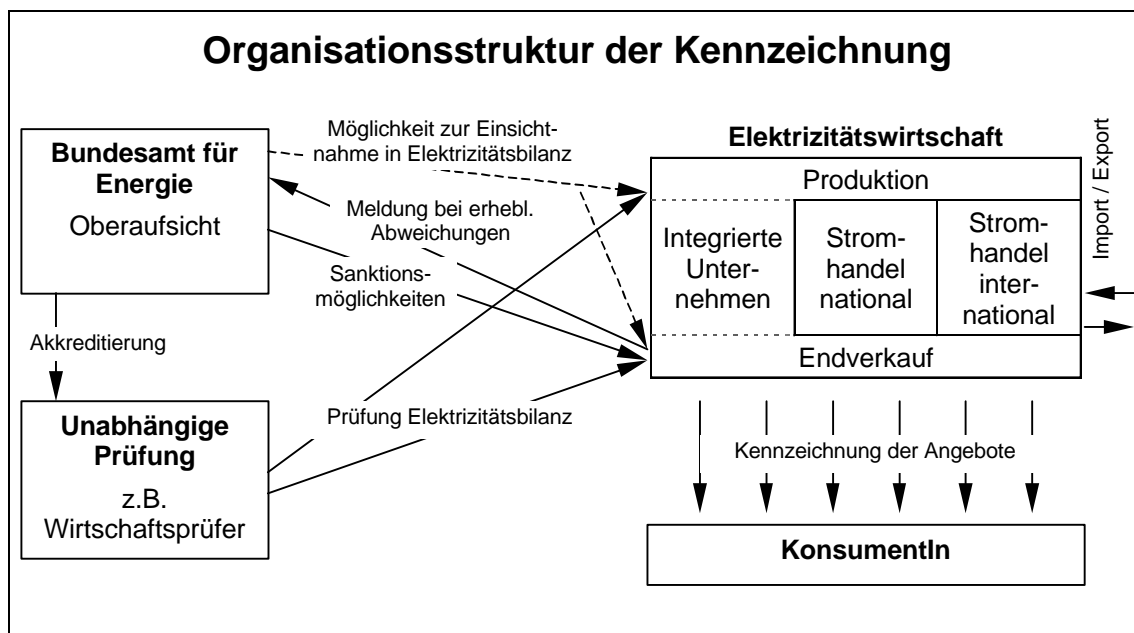 Organisationsstruktur der Kennzeichnung
Bundesamt für
Energie
Oberaufsicht
Möglichkeit zur Einsicht-
nahme in Elektrizitätsbilanz
Meldung bei erhebl.
Abweichungen
Sanktions-
möglichkeiten
Akkreditierung
Unabhängige
Prüfung
z.B.
Wirtschaftsprüfer
Prüfung Elektrizitätsbilanz
Elektrizitätswirtschaft
Produktion
Integrierte
Unter-
nehmen
Strom-
handel
national
Strom-
handel
inter-
national
Endverkauf
Import / Export
Kennzeichnung der Angebote
KonsumentIn